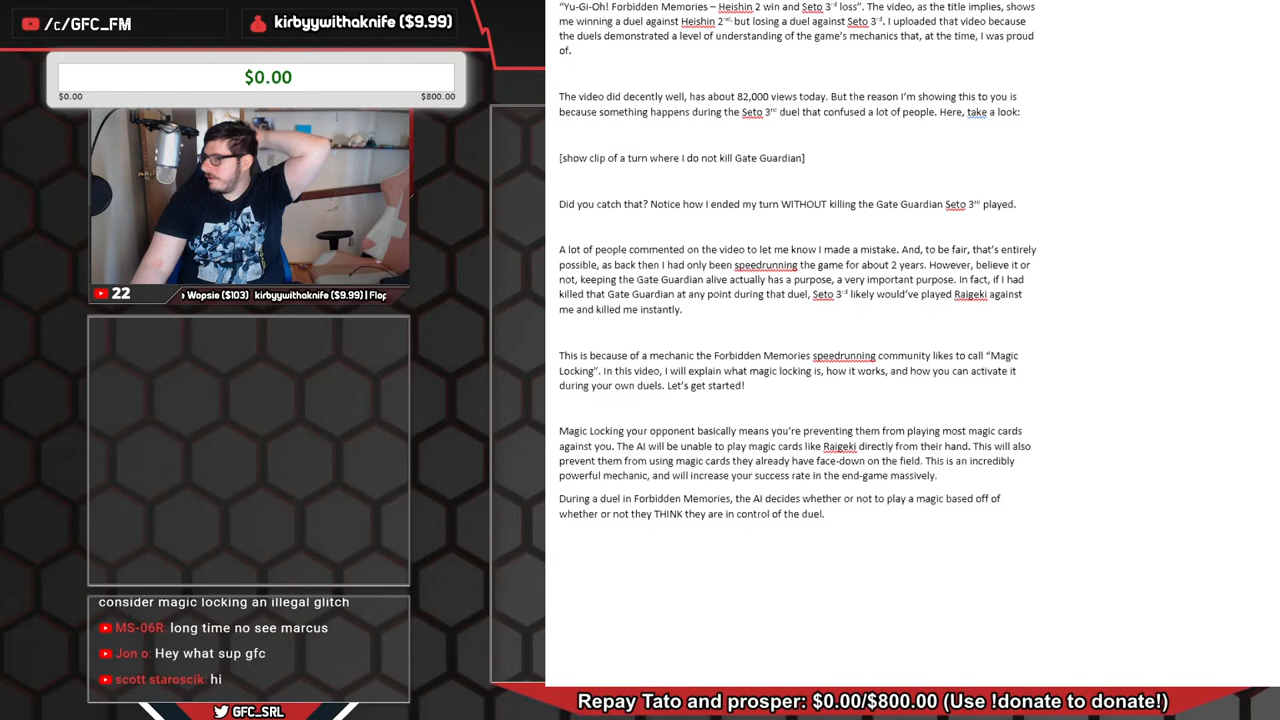 /c/GFC_FM
kirbyywithaknife ($9.99)
$0.00
$0.00
$800.00
22
Wopsie ($103) kirbyywithaknife ($9.99) | Flop
consider magic locking an illegal glitch
MS-06R: long time no see marcus
Jon o: Hey what sup gfc
scott staroscik: hi
GFC_SRL
"Yu-Gi-Oh! Forbidden Memories – Heishin 2 win and Seto 3rd loss". The video, as the title implies, shows
me winning a duel against Heishin 2nd, but losing a duel against Seto 3rd. I uploaded that video because
the duels demonstrated a level of understanding of the game's mechanics that, at the time, I was proud
of.
The video did decently well, has about 82,000 views today. But the reason I'm showing this to you is
because something happens during the Seto 3rd duel that confused a lot of people. Here, take a look:
[show clip of a turn where I do not kill Gate Guardian]
Did you catch that? Notice how I ended my turn WITHOUT killing the Gate Guardian Seto 3rd played.
A lot of people commented on the video to let me know I made a mistake. And, to be fair, that's entirely
possible, as back then I had only been speedrunning the game for about 2 years. However, believe it or
not, keeping the Gate Guardian alive actually has a purpose, a very important purpose. In fact, if I had
killed that Gate Guardian at any point during that duel, Seto 3rd likely would've played Raigeki against
me and killed me instantly.
This is because of a mechanic the Forbidden Memories speedrunning community likes to call "Magic
Locking". In this video, I will explain what magic locking is, how it works, and how you can activate it
during your own duels. Let's get started!
Magic Locking your opponent basically means you're preventing them from playing most magic cards
against you. The AI will be unable to play magic cards like Raigeki directly from their hand. This will also
prevent them from using magic cards they already have face-down on the field. This is an incredibly
powerful mechanic, and will increase your success rate in the end-game massively.
During a duel in Forbidden Memories, the AI decides whether or not to play a magic based off of
whether or not they THINK they are in control of the duel.
Repay Tato and prosper: $0.00/$800.00 (Use !donate to donate!)